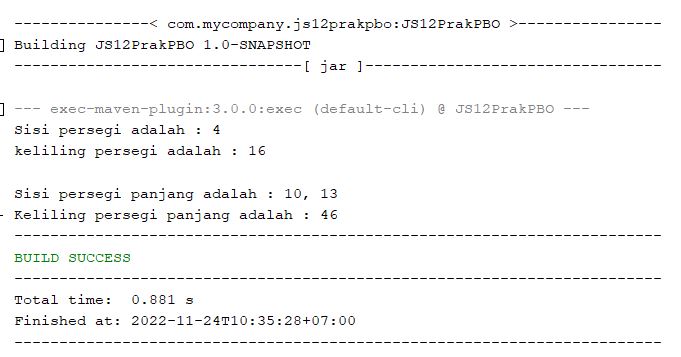 ---------------< com.mycompany.js12prakpbo:JS12PrakPBO >----------------
Building JS12PrakPBO 1.0-SNAPSHOT
--------------------------------[ jar ]---------------------------------
--- exec-maven-plugin:3.0.0:exec (default-cli) @ JS12PrakPBO ---
Sisi persegi adalah : 4
keliling persegi adalah : 16
Sisi persegi panjang adalah : 10, 13
Keliling persegi panjang adalah : 46
------------------------------------------------------------------------
BUILD SUCCESS
------------------------------------------------------------------------
Total time:  0.881 s
Finished at: 2022-11-24T10:35:28+07:00
------------------------------------------------------------------------